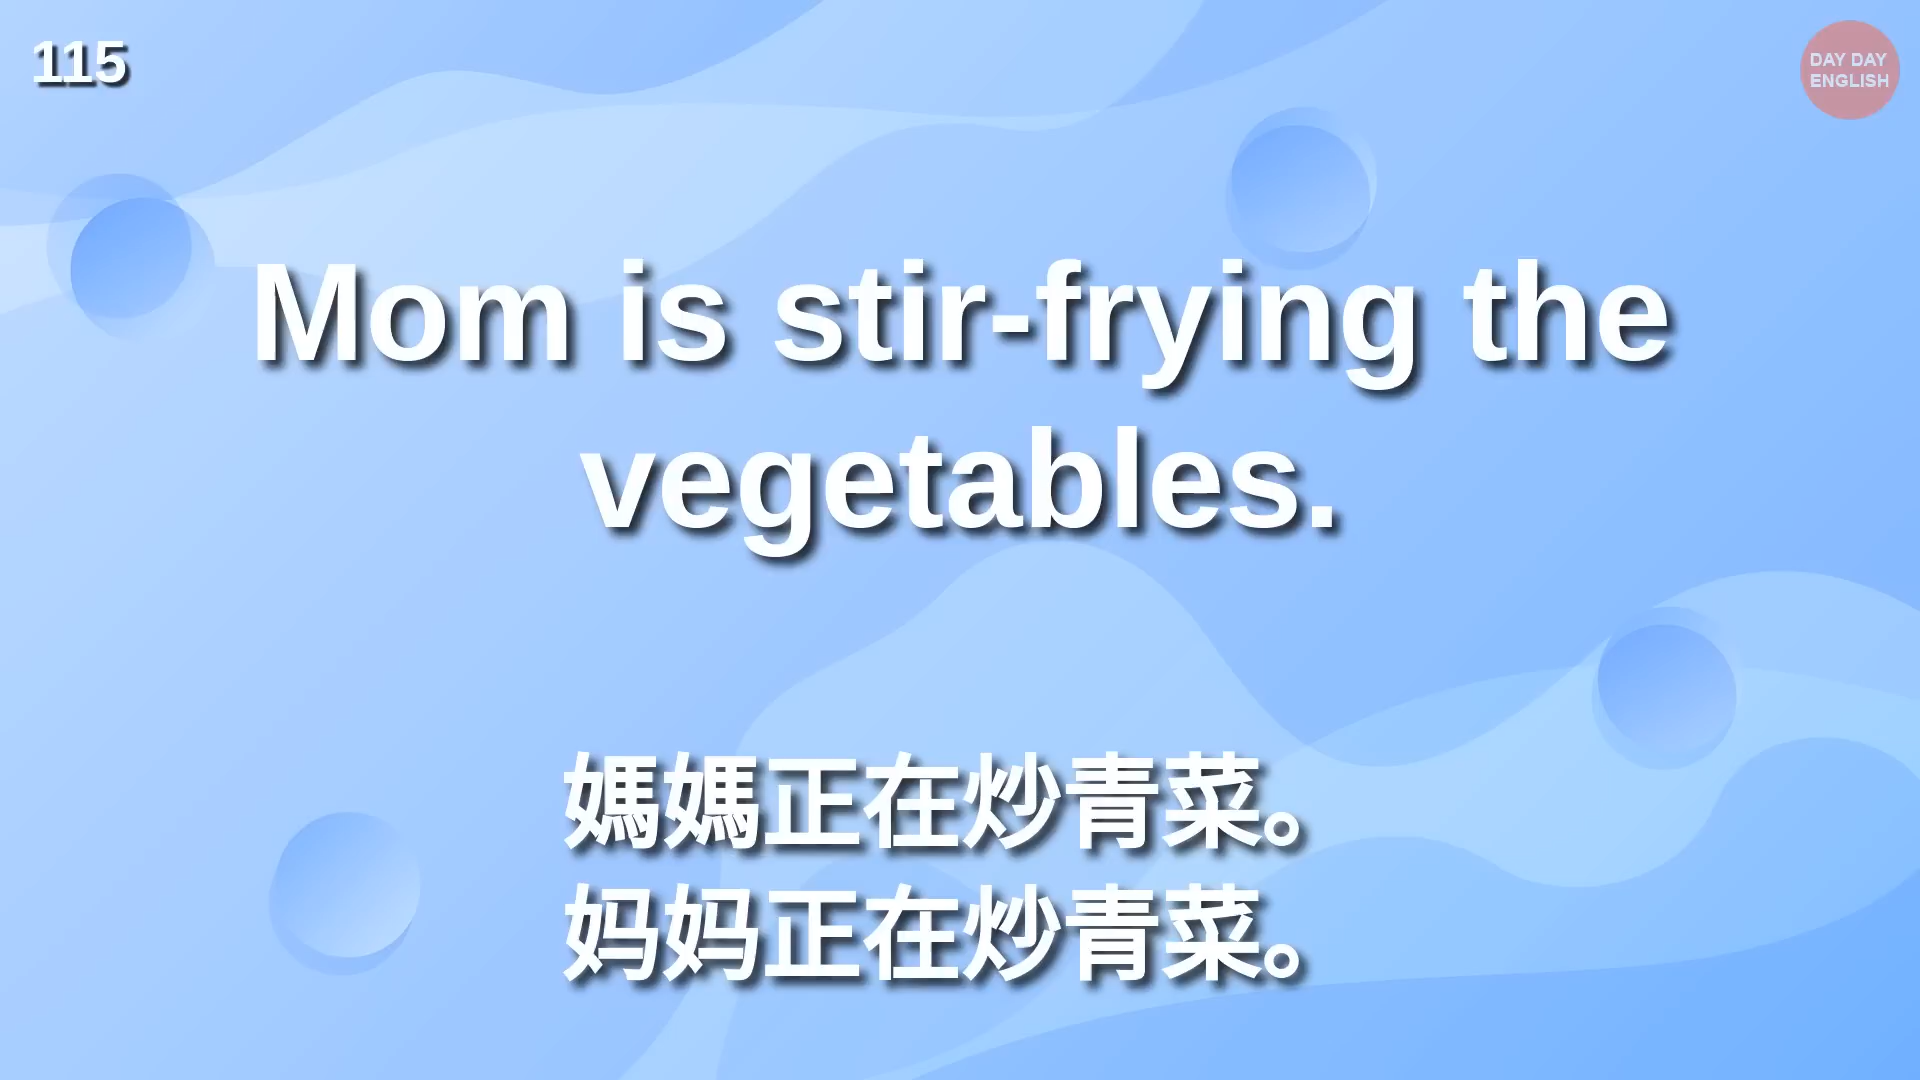 115
DAY DAY
ENGLISH
Mom is stir-frying the
vegetables.
媽媽正在炒青菜。
妈妈正在炒青菜。